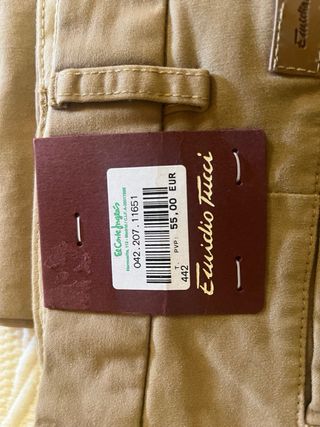 El Corte Inglés
042.207.11651
PVP: 55,00 EUR
T. 442
Emidio Tucci